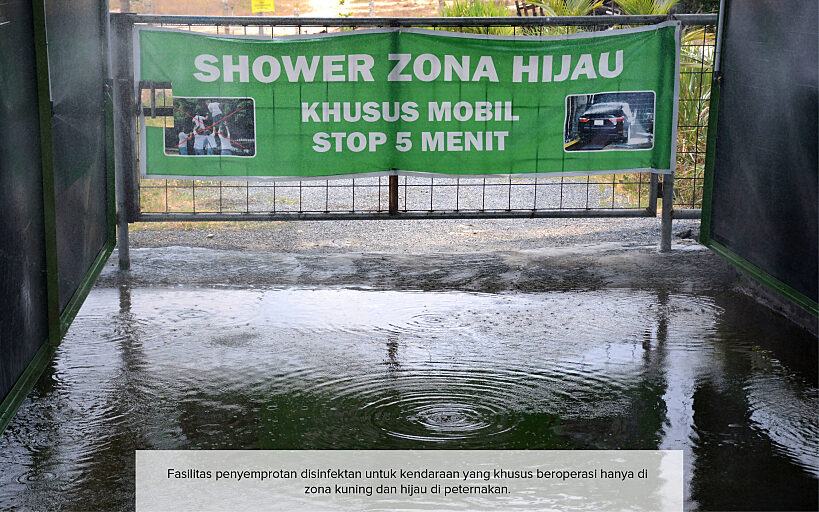 SHOWER ZONA HIJAU
KHUSUS MOBIL
STOP 5 MENIT
Fasilitas penyemprotan disinfektan untuk kendaraan yang khusus beroperasi hanya di
zona kuning dan hijau di peternakan.